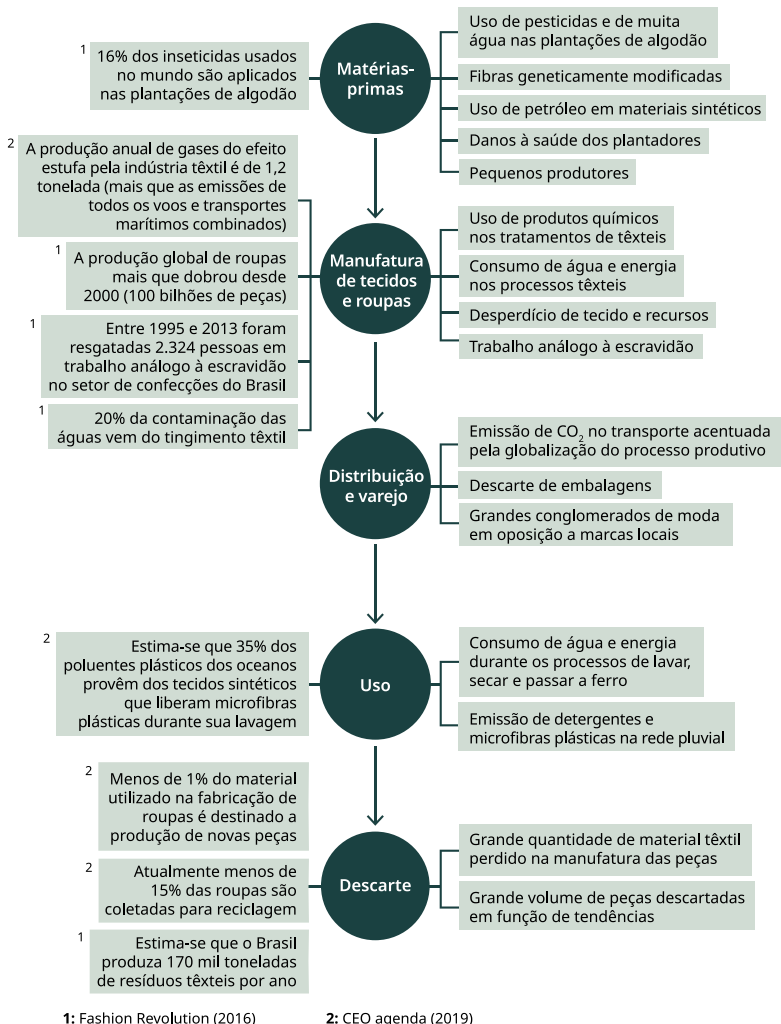 1
16% dos inseticidas usados
no mundo são aplicados
nas plantações de algodão
Matérias-
primas
Uso de pesticidas e de muita
água nas plantações de algodão
Fibras geneticamente modificadas
Uso de petróleo em materiais sintéticos
Danos à saúde dos plantadores
Pequenos produtores
2
A produção anual de gases do efeito
estufa pela indústria têxtil é de 1,2
tonelada (mais que as emissões de
todos os voos e transportes
marítimos combinados)
1
A produção global de roupas
mais que dobrou desde
2000 (100 bilhões de peças)
1
Entre 1995 e 2013 foram
resgatadas 2.324 pessoas em
trabalho análogo à escravidão
no setor de confecções do Brasil
1
20% da contaminação das
águas vem do tingimento têxtil
Manufatura
de tecidos
e roupas
Uso de produtos químicos
nos tratamentos de têxteis
Consumo de água e energia
nos processos têxteis
Desperdício de tecido e recursos
Trabalho análogo à escravidão
Distribuição
e varejo
Emissão de CO₂ no transporte acentuada
pela globalização do processo produtivo
Descarte de embalagens
Grandes conglomerados de moda
em oposição a marcas locais
2
Estima-se que 35% dos
poluentes plásticos dos oceanos
provêm dos tecidos sintéticos
que liberam microfibras
plásticas durante sua lavagem
Uso
Consumo de água e energia
durante os processos de lavar,
secar e passar a ferro
Emissão de detergentes e
microfibras plásticas na rede pluvial
2
Menos de 1% do material
utilizado na fabricação de
roupas é destinado a
produção de novas peças
2
Atualmente menos de
15% das roupas são
coletadas para reciclagem
1
Estima-se que o Brasil
produza 170 mil toneladas
de resíduos têxteis por ano
Descarte
Grande quantidade de material têxtil
perdido na manufatura das peças
Grande volume de peças descartadas
em função de tendências
1: Fashion Revolution (2016)
2: CEO agenda (2019)